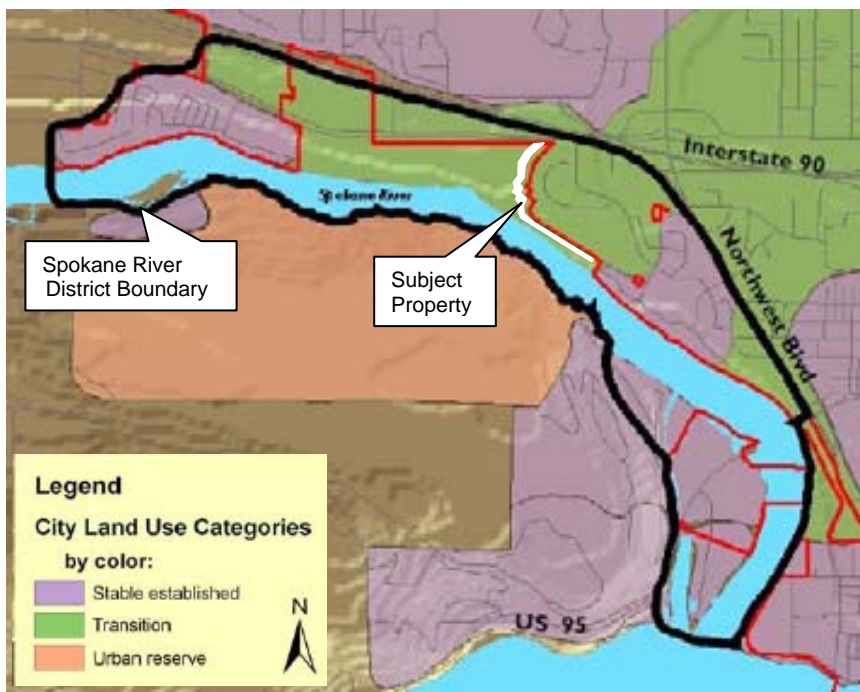 Interstate 90
Spokane River
Northwest Blvd
Spokane River
District Boundary
Subject
Property
US 95
Legend
City Land Use Categories
by color:
Stable established
Transition
Urban reserve
N